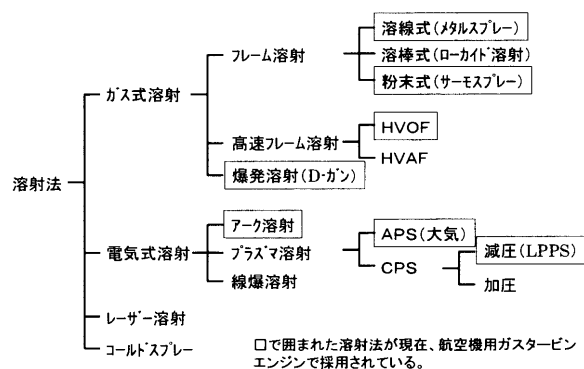 溶線式(メタルスプレー)
フレーム溶射
溶棒式(ローカイド溶射)
ガス式溶射
粉末式(サーモスプレー)
HVOF
高速フレーム溶射
HVAF
爆発溶射(D-ガン)
溶射法
アーク溶射
APS(大気)
電気式溶射
プラズマ溶射
減圧(LPPS)
CPS
線爆溶射
加圧
レーザー溶射
コールドスプレー
□で囲まれた溶射法が現在、航空機用ガスタービン
エンジンで採用されている。